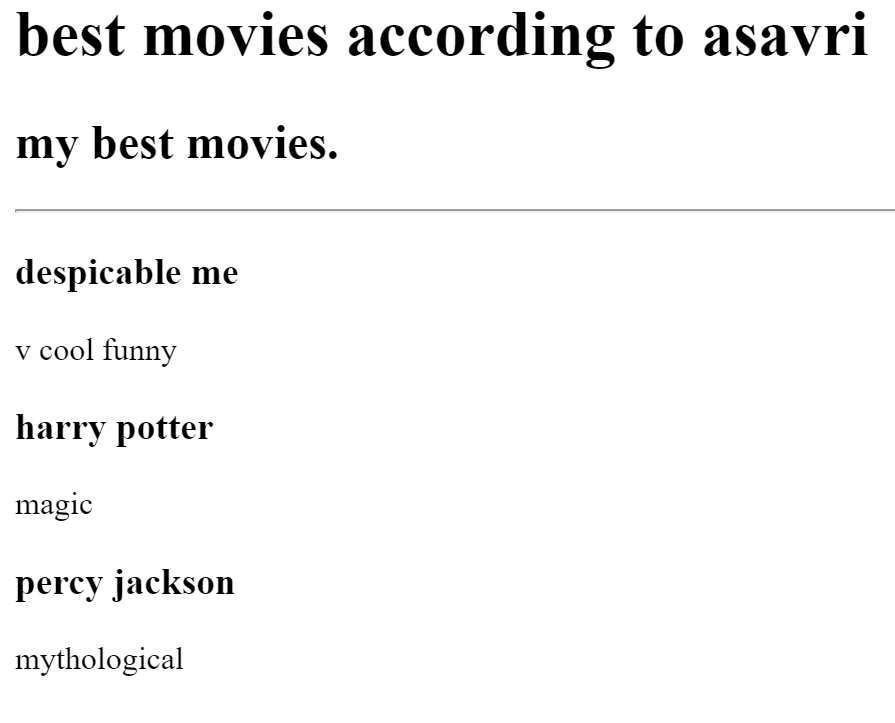 best movies according to asavri
my best movies.
despicable me
v cool funny
harry potter
magic
percy jackson
mythological